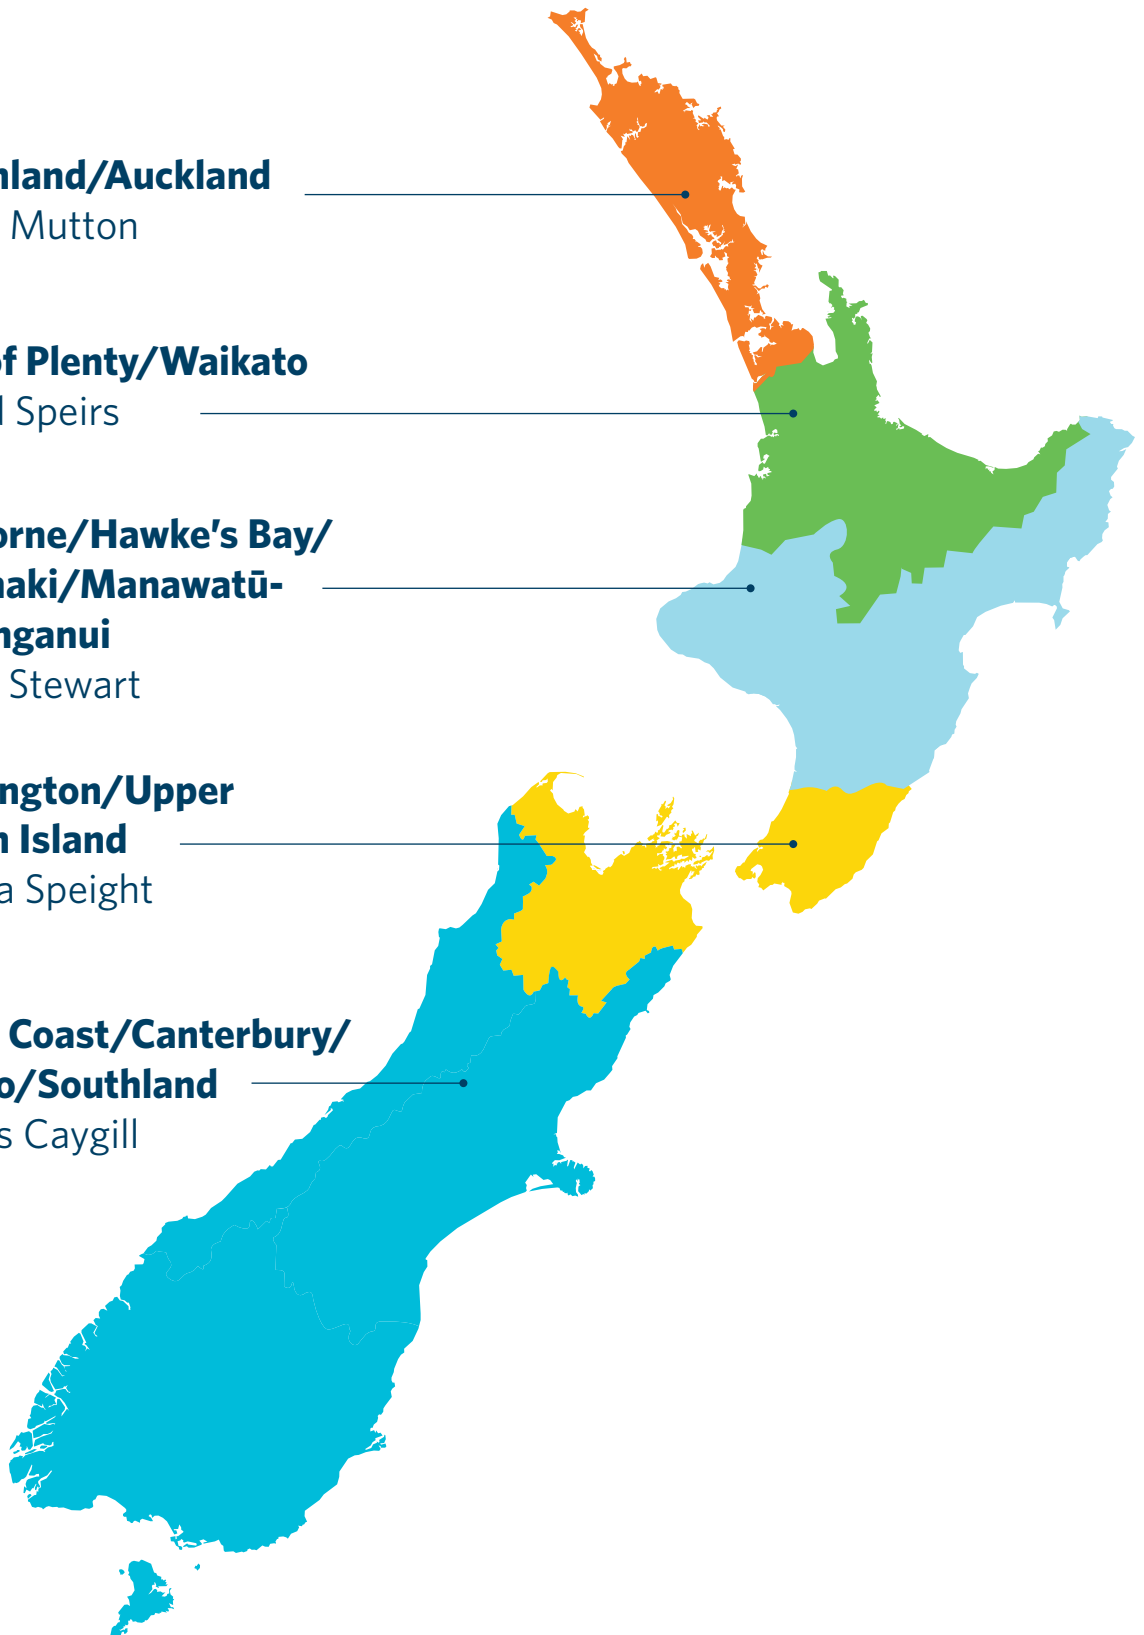 nland/Auckland
Mutton
of Plenty/Waikato
l Speirs
orne/Hawke's Bay/
naki/Manawatū-
nganui
Stewart
ngton/Upper
n Island
a Speight
Coast/Canterbury/
o/Southland
s Caygill